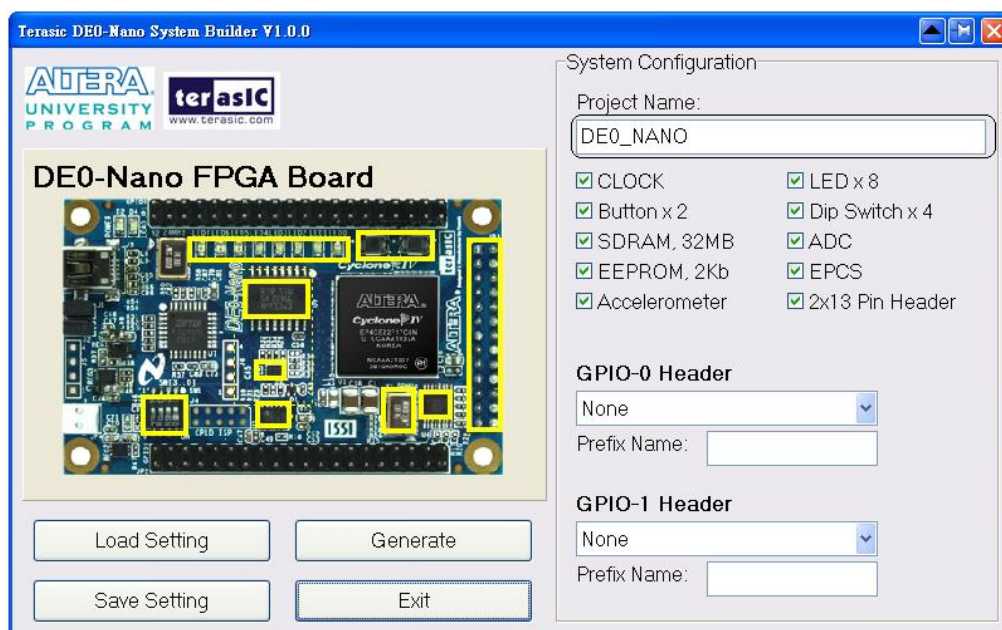 Terasic DE0-Nano System Builder V1.0.0
ALTERA
UNIVERSITY
PROGRAM
terasIC
www.terasic.com
DE0-Nano FPGA Board
ALTERA
Cyclone IV
ISSI
Load Setting
Generate
Save Setting
Exit
System Configuration
Project Name:
DE0_NANO
CLOCK
LED x 8
Button x 2
Dip Switch x 4
SDRAM, 32MB
ADC
EEPROM, 2Kb
EPCS
Accelerometer
2x13 Pin Header
GPIO-0 Header
None
Prefix Name:
GPIO-1 Header
None
Prefix Name: